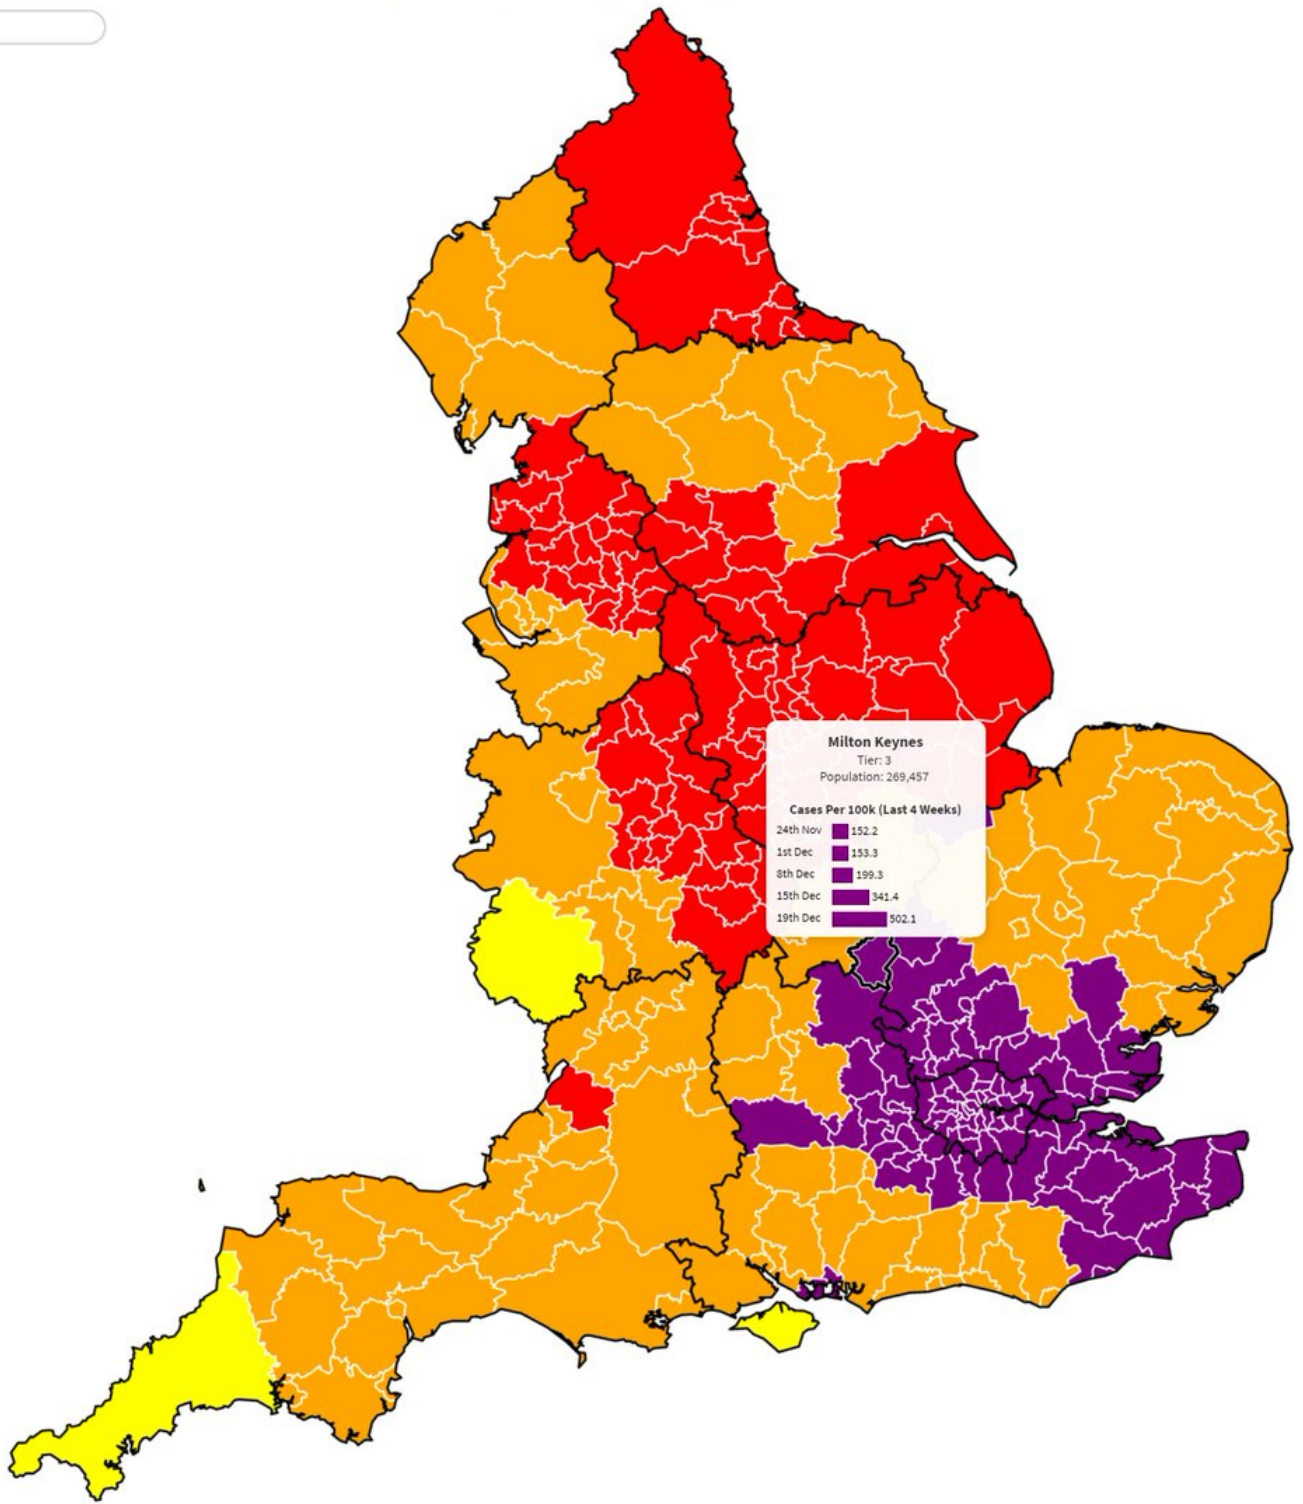 Milton Keynes
Tier: 3
Population: 269,457
Cases Per 100k (Last 4 Weeks)
24th Nov 152.2
1st Dec 153.3
8th Dec 199.3
15th Dec 341.4
19th Dec 502.1